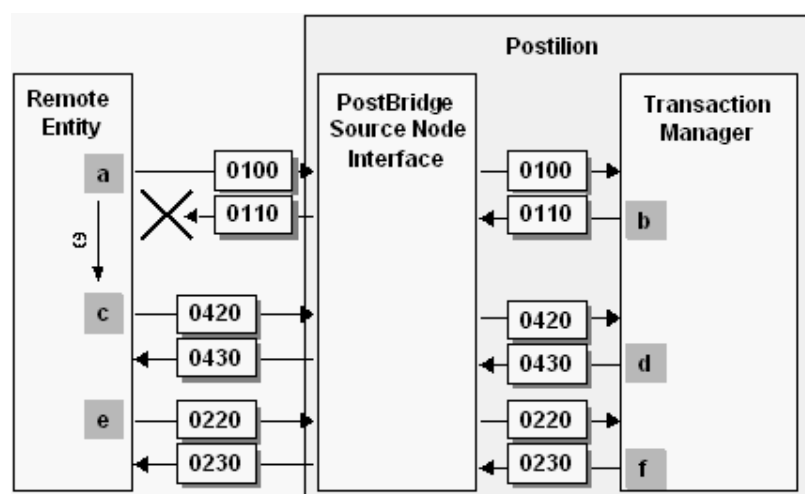 Postilion
Remote
Entity
PostBridge
Source Node
Interface
Transaction
Manager
a
0100
0100
0110
0110
b
c
0420
0420
0430
0430
d
e
0220
0220
0230
0230
f